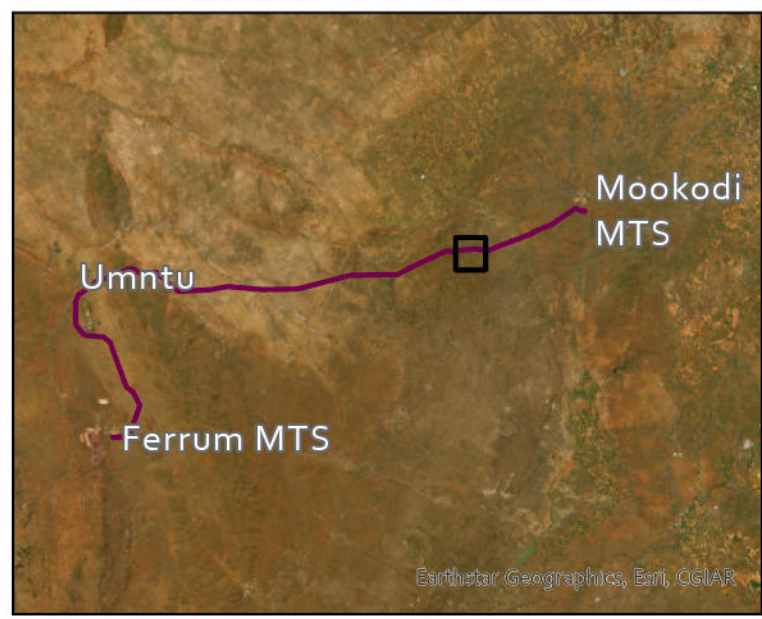 Mookodi
MTS
Umntu
Ferrum MTS
Earthstar Geographics, Esri, CGIAR